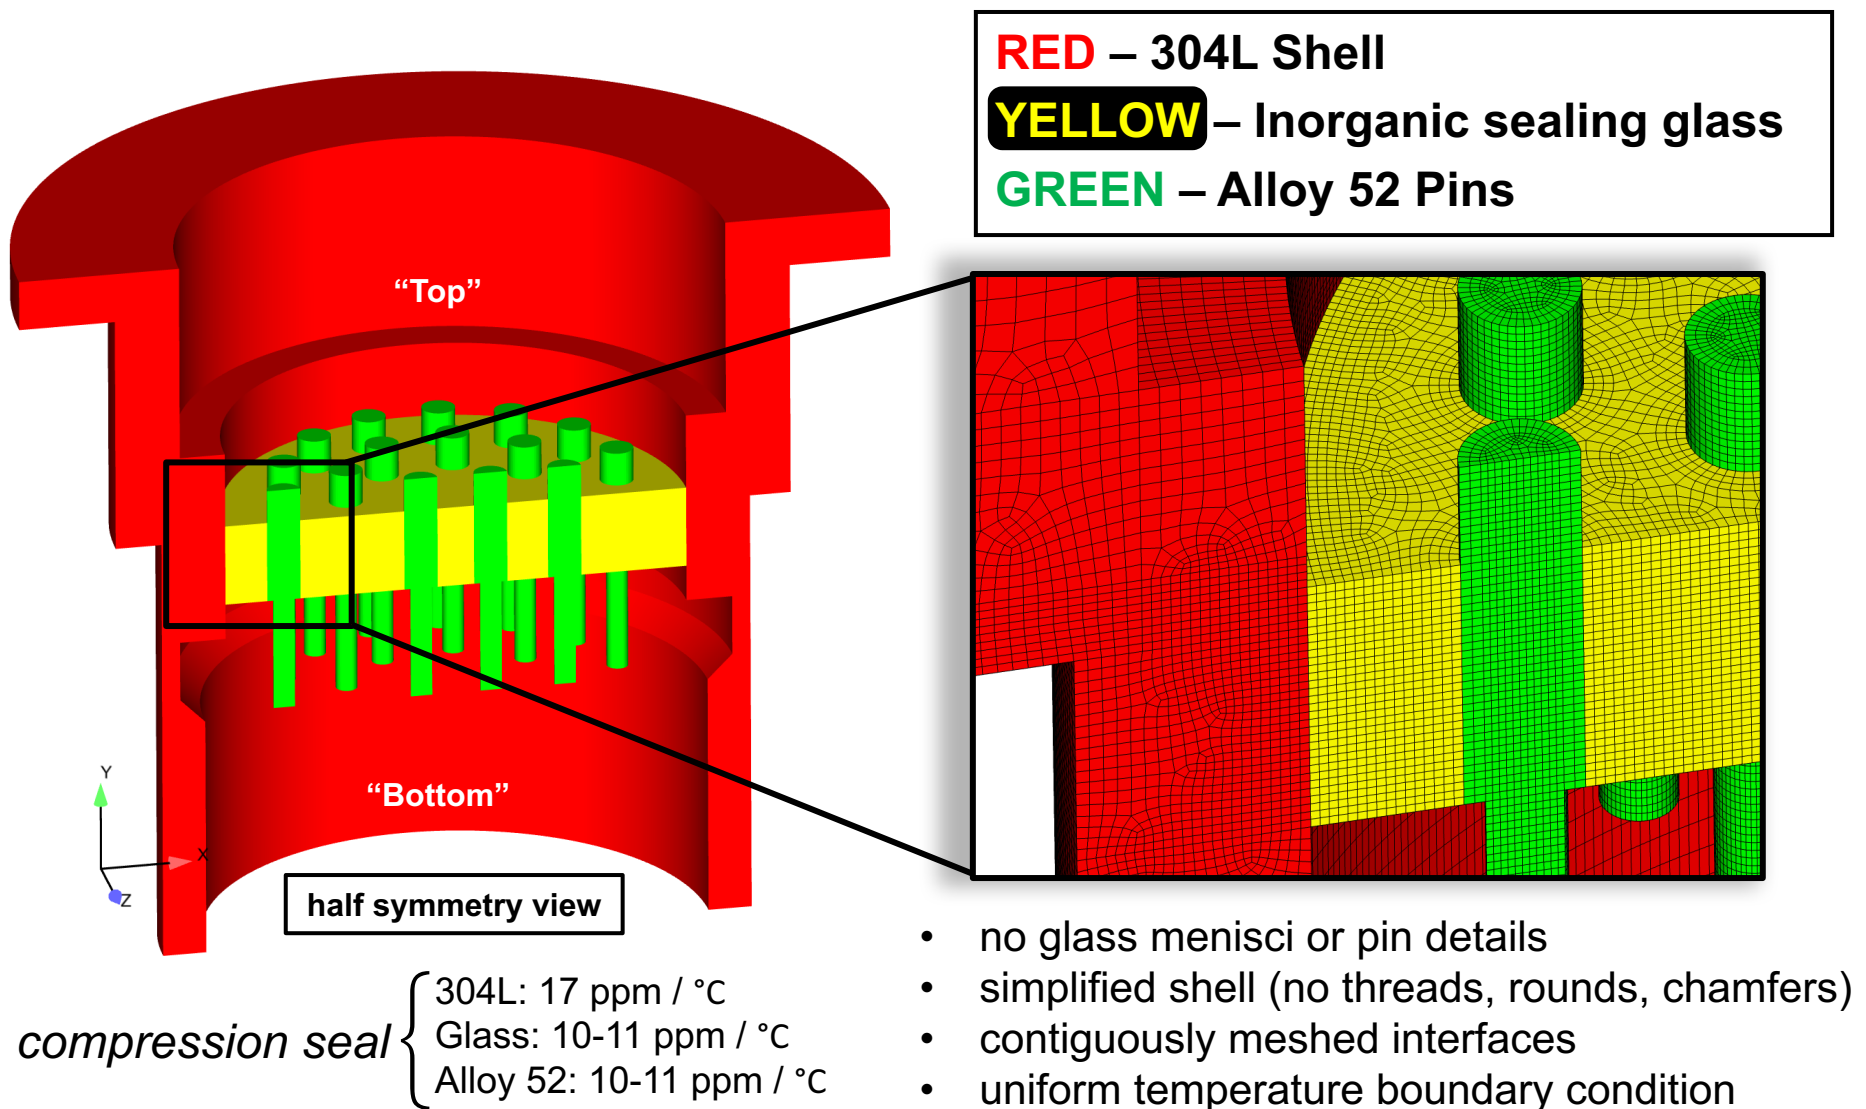 RED – 304L Shell
YELLOW – Inorganic sealing glass
GREEN – Alloy 52 Pins
“Top”
“Bottom”
Y
X
Z
half symmetry view
compression seal
304L: 17 ppm / °C
Glass: 10-11 ppm / °C
Alloy 52: 10-11 ppm / °C
• no glass menisci or pin details
• simplified shell (no threads, rounds, chamfers)
• contiguously meshed interfaces
• uniform temperature boundary condition